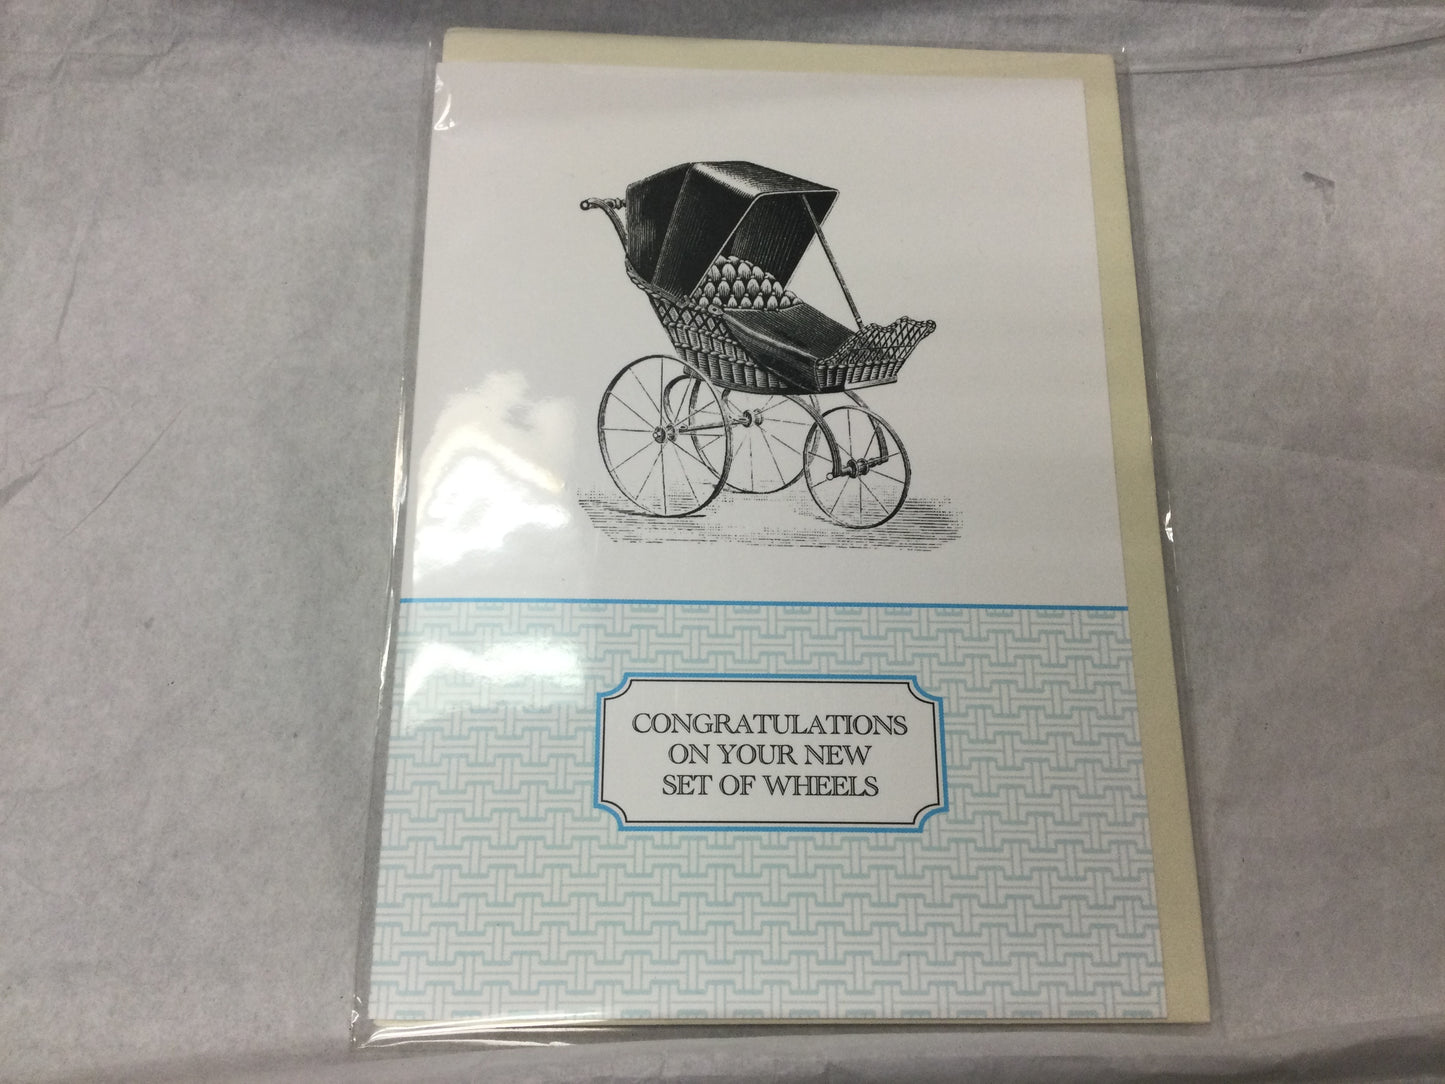 CONGRATULATIONS
ON YOUR NEW
SET OF WHEELS